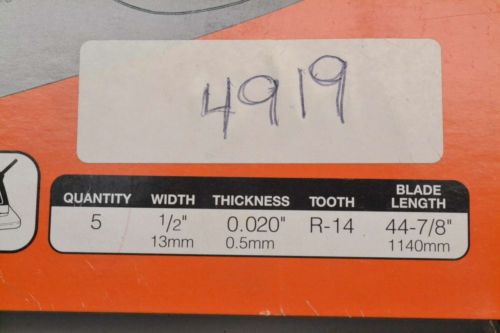 4919
QUANTITY WIDTH THICKNESS TOOTH BLADE LENGTH
5 1/2" 0.020" R-14 44-7/8"
13mm 0.5mm 1140mm